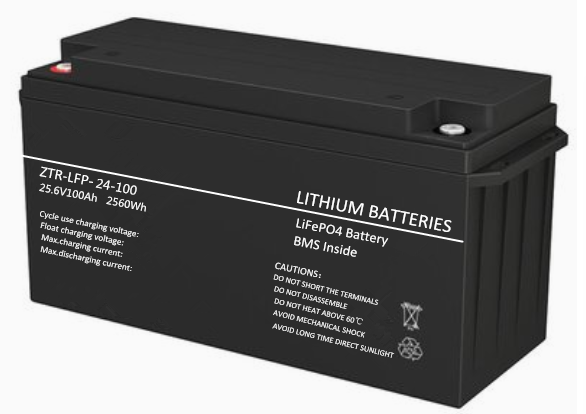 ZTR-LFP- 24-100
25.6V100Ah 2560Wh
Cycle use charging voltage:
Float charging voltage:
Max.charging current:
Max.discharging current:
LITHIUM BATTERIES
LiFePO4 Battery
BMS Inside
CAUTIONS:
DO NOT SHORT THE TERMINALS
DO NOT DISASSEMBLE
DO NOT HEAT ABOVE 60℃
AVOID MECHANICAL SHOCK
AVOID LONG TIME DIRECT SUNLIGHT